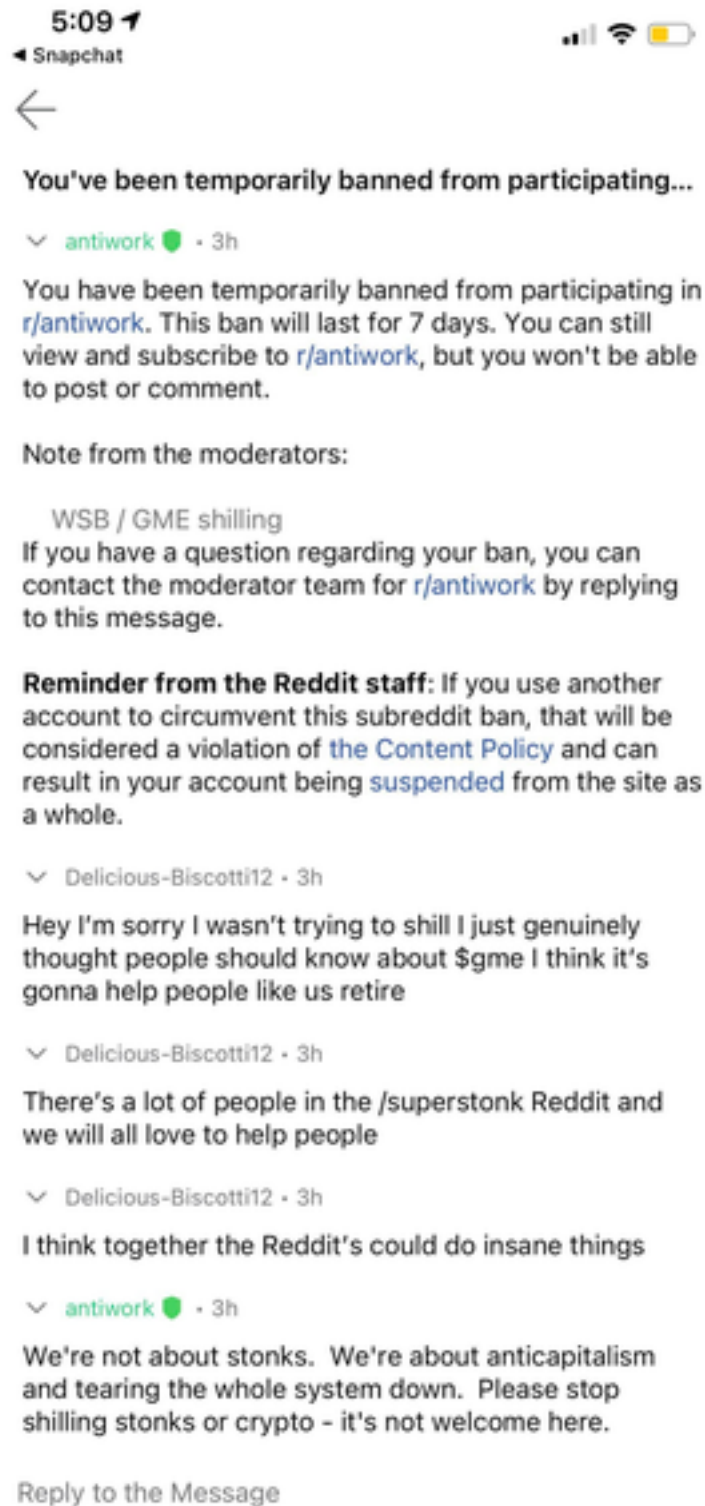 5:09
◄ Snapchat
You've been temporarily banned from participating...
antiwork • 3h
You have been temporarily banned from participating in
r/antiwork. This ban will last for 7 days. You can still
view and subscribe to r/antiwork, but you won't be able
to post or comment.
Note from the moderators:
WSB / GME shilling
If you have a question regarding your ban, you can
contact the moderator team for r/antiwork by replying
to this message.
Reminder from the Reddit staff: If you use another
account to circumvent this subreddit ban, that will be
considered a violation of the Content Policy and can
result in your account being suspended from the site as
a whole.
Delicious-Biscotti12 • 3h
Hey I'm sorry I wasn't trying to shill I just genuinely
thought people should know about $gme I think it's
gonna help people like us retire
Delicious-Biscotti12 • 3h
There's a lot of people in the /superstonk Reddit and
we will all love to help people
Delicious-Biscotti12 • 3h
I think together the Reddit's could do insane things
antiwork • 3h
We're not about stonks.  We're about anticapitalism
and tearing the whole system down.  Please stop
shilling stonks or crypto - it's not welcome here.
Reply to the Message